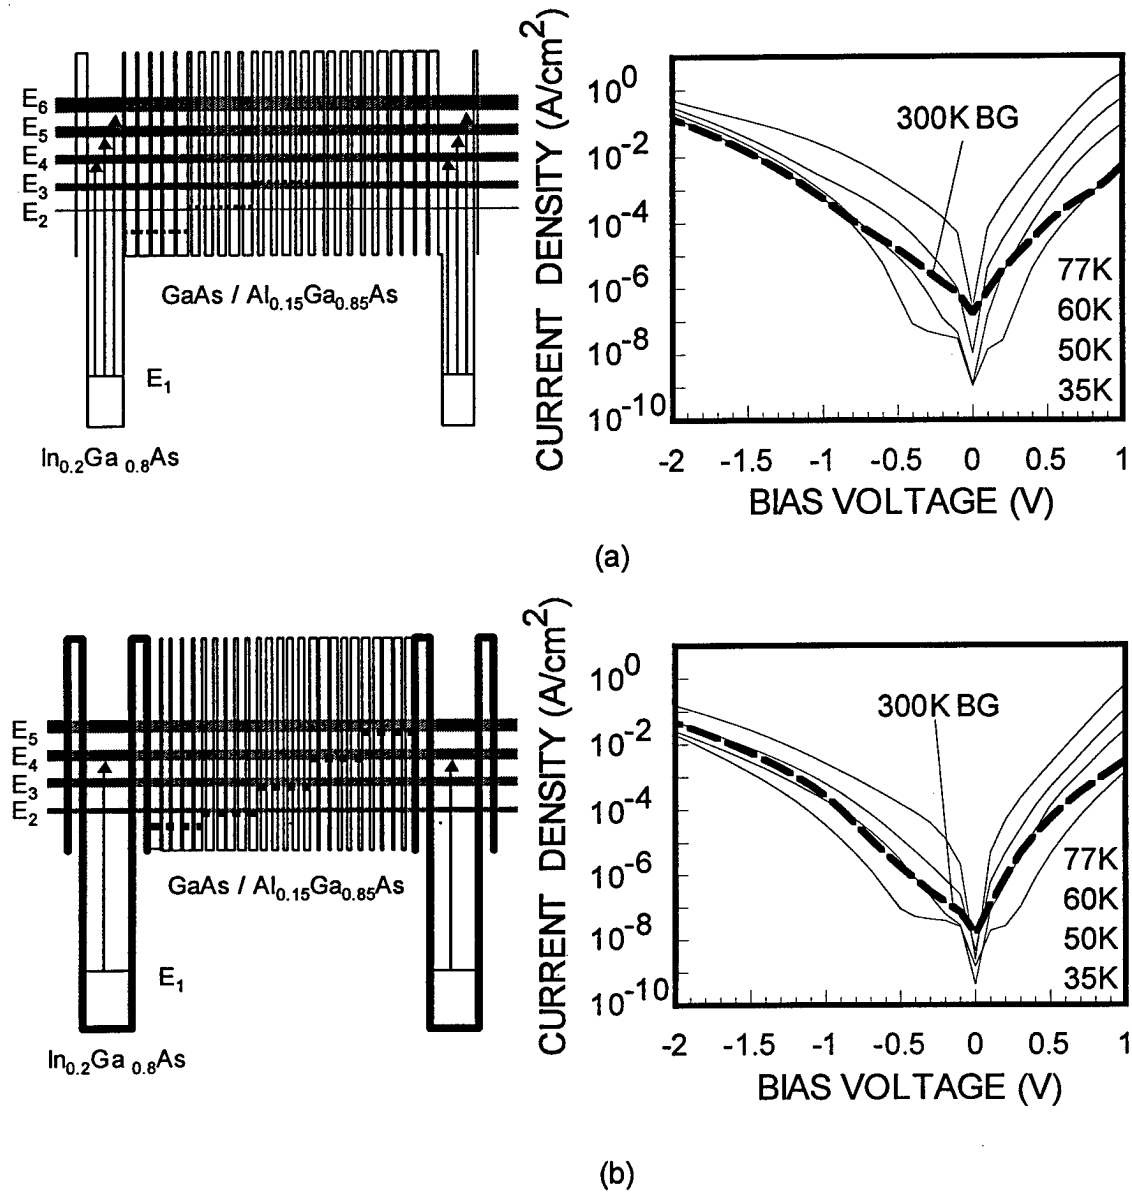 E6
E5
E4
E3
E2
GaAs / Al0.15Ga0.85As
E1
In0.2Ga 0.8As
CURRENT DENSITY (A/cm2)
100
10-2
10-4
10-6
10-8
10-10
300K BG
77K
60K
50K
35K
-2 -1.5 -1 -0.5 0 0.5 1
BIAS VOLTAGE (V)
(a)
E5
E4
E3
E2
GaAs / Al0.15Ga0.85As
E1
In0.2Ga 0.8As
CURRENT DENSITY (A/cm2)
100
10-2
10-4
10-6
10-8
10-10
300K BG
77K
60K
50K
35K
-2 -1.5 -1 -0.5 0 0.5 1
BIAS VOLTAGE (V)
(b)